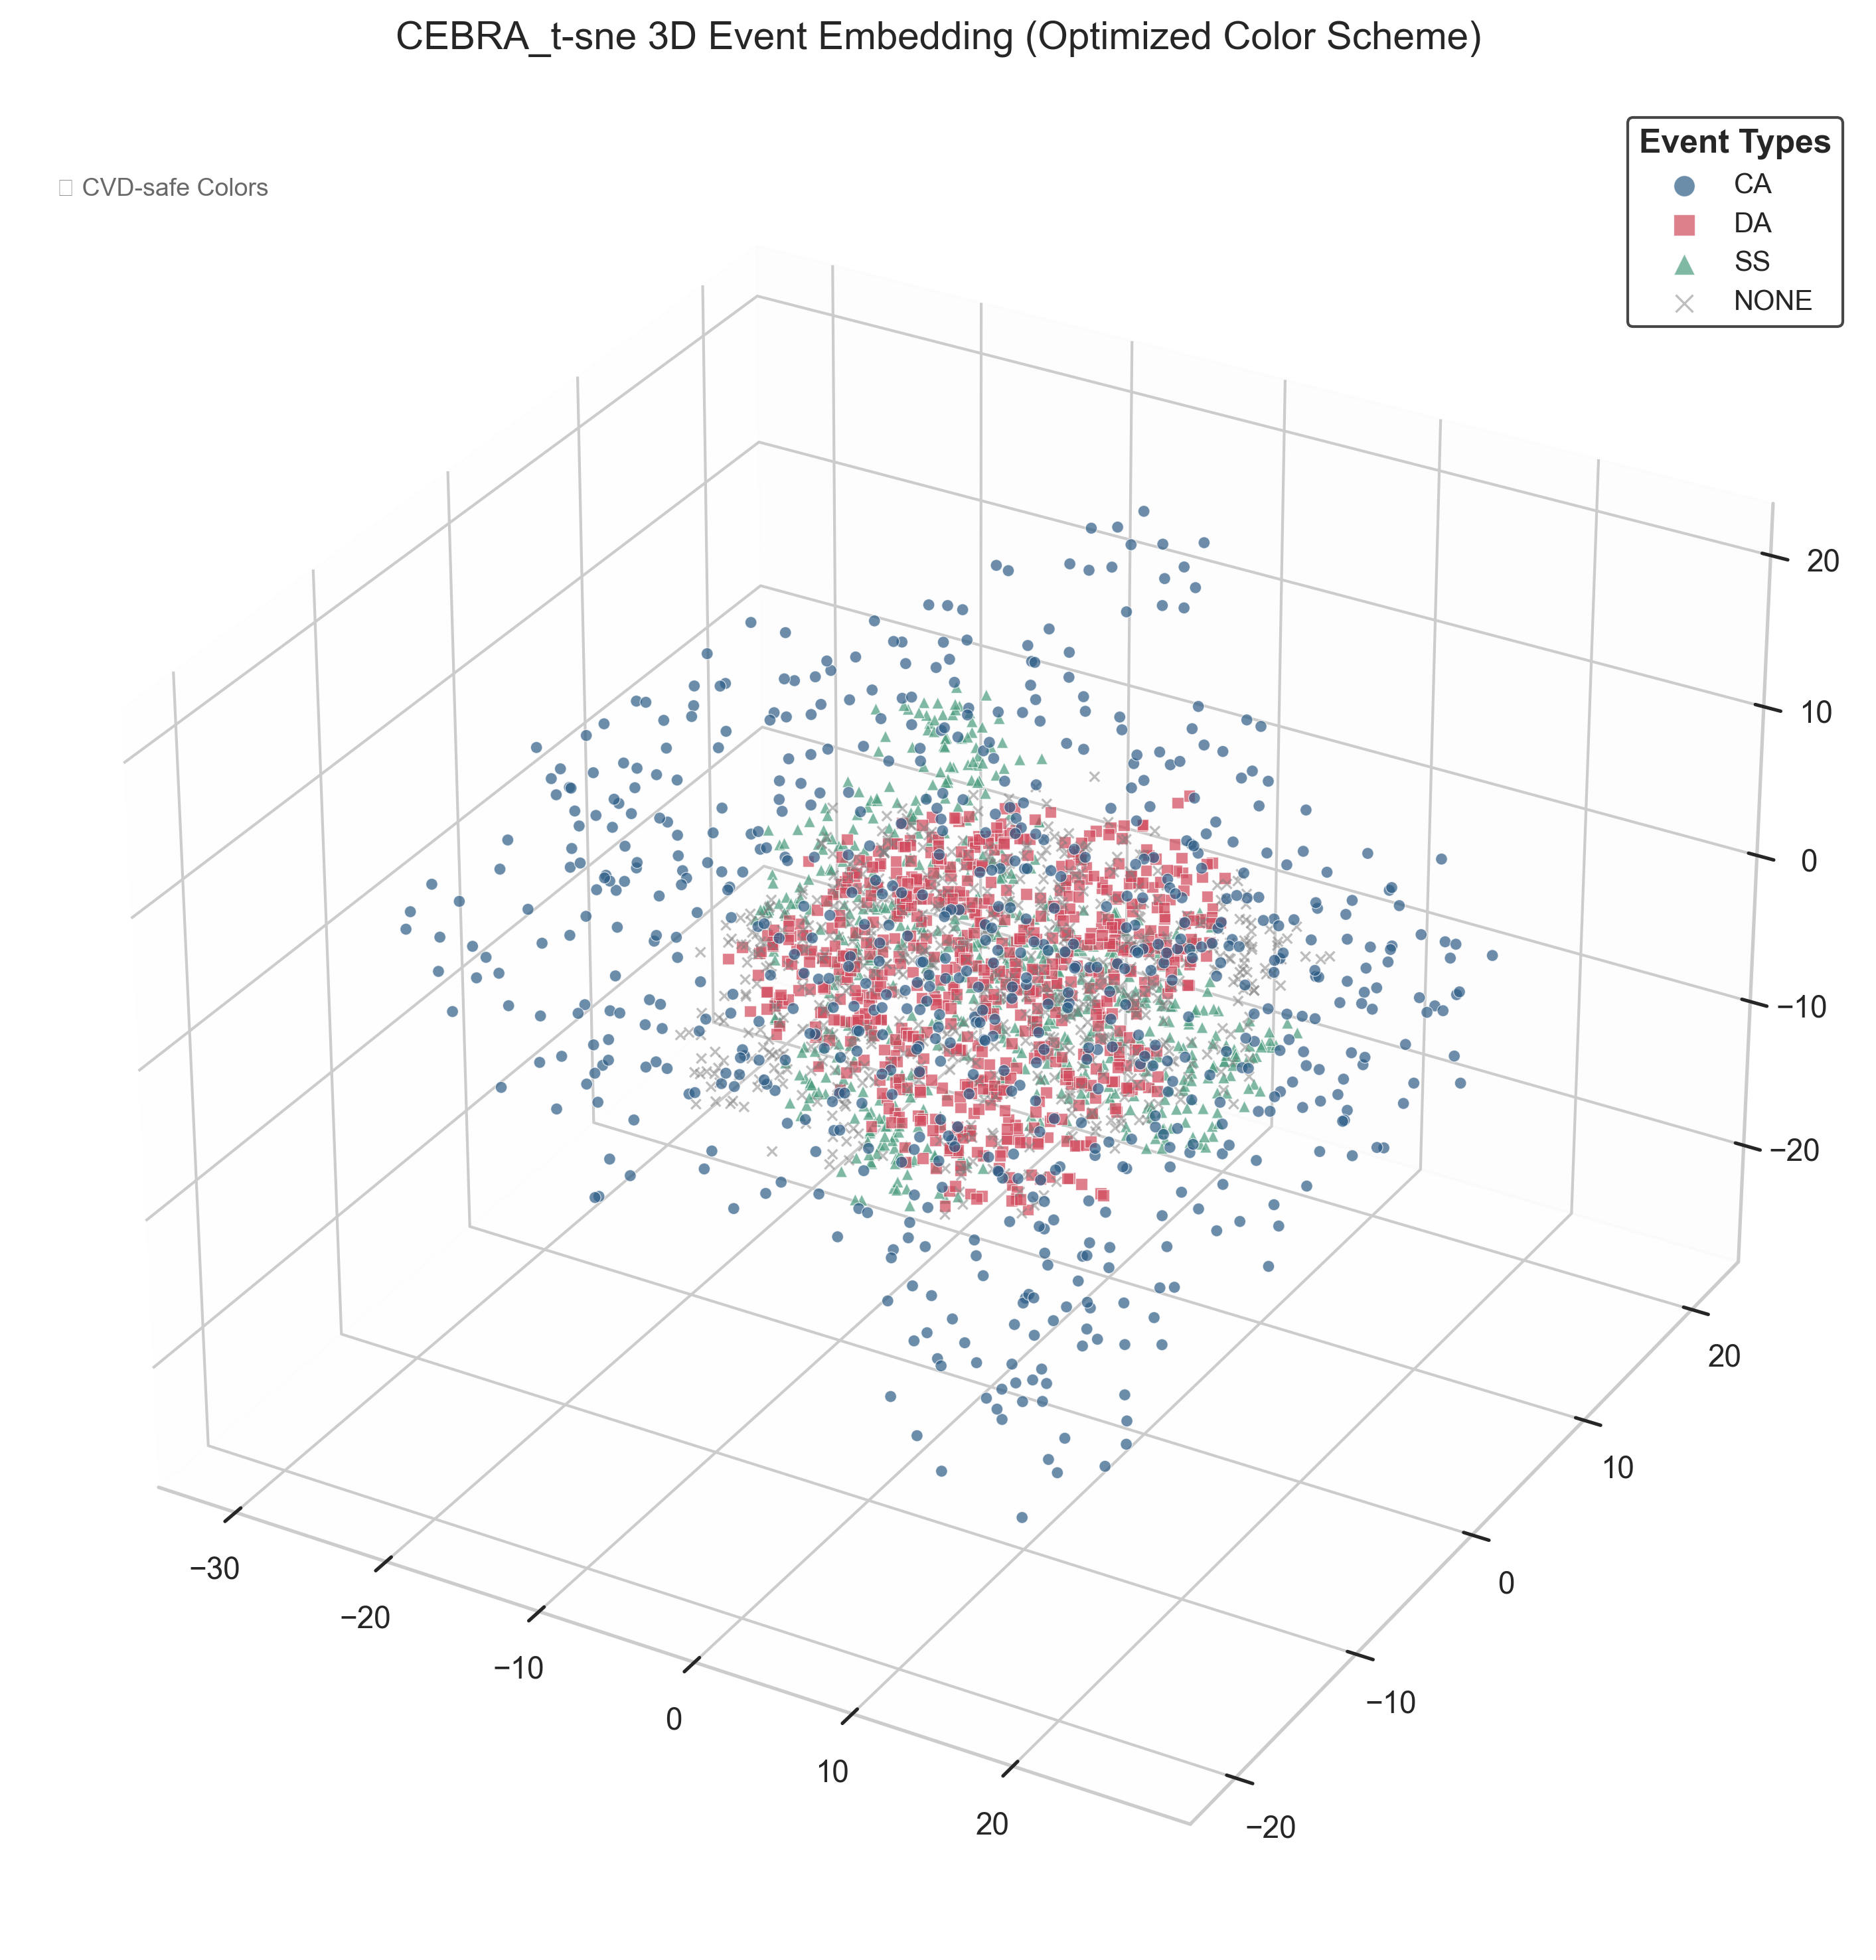 CEBRA_t-sne 3D Event Embedding (Optimized Color Scheme)
Event Types
CA
DA
SS
NONE
CVD-safe Colors
20
10
0
−10
−20
20
10
0
−10
−20
−30
−20
−10
0
10
20